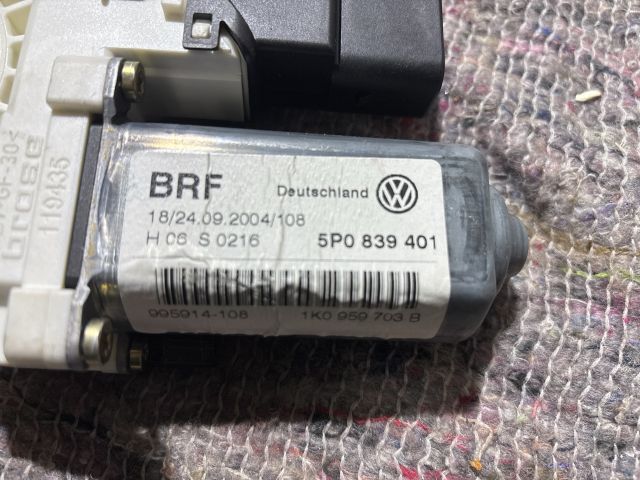 BRF Deutschland VW
18/24.09.2004/108
H 06 S 0216 5P0 839 401
995914-108 1K0 959 703 B
brose
119435